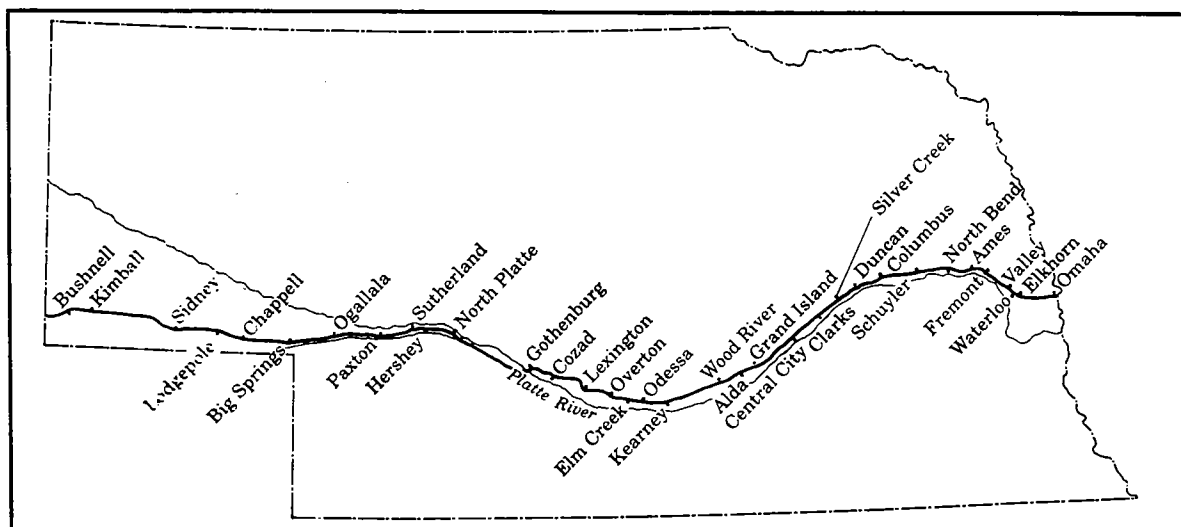 Bushnell
Kimball
Sidney
Lodgepole
Chappell
Big Springs
Ogallala
Paxton
Hershey
Sutherland
North Platte
Gothenburg
Platte River
Cozad
Lexington
Overton
Elm Creek
Odessa
Kearney
Wood River
Alda
Grand Island
Central City
Clarks
Silver Creek
Duncan
Columbus
Schuyler
North Bend
Ames
Fremont
Valley
Waterloo
Elkhorn
Omaha